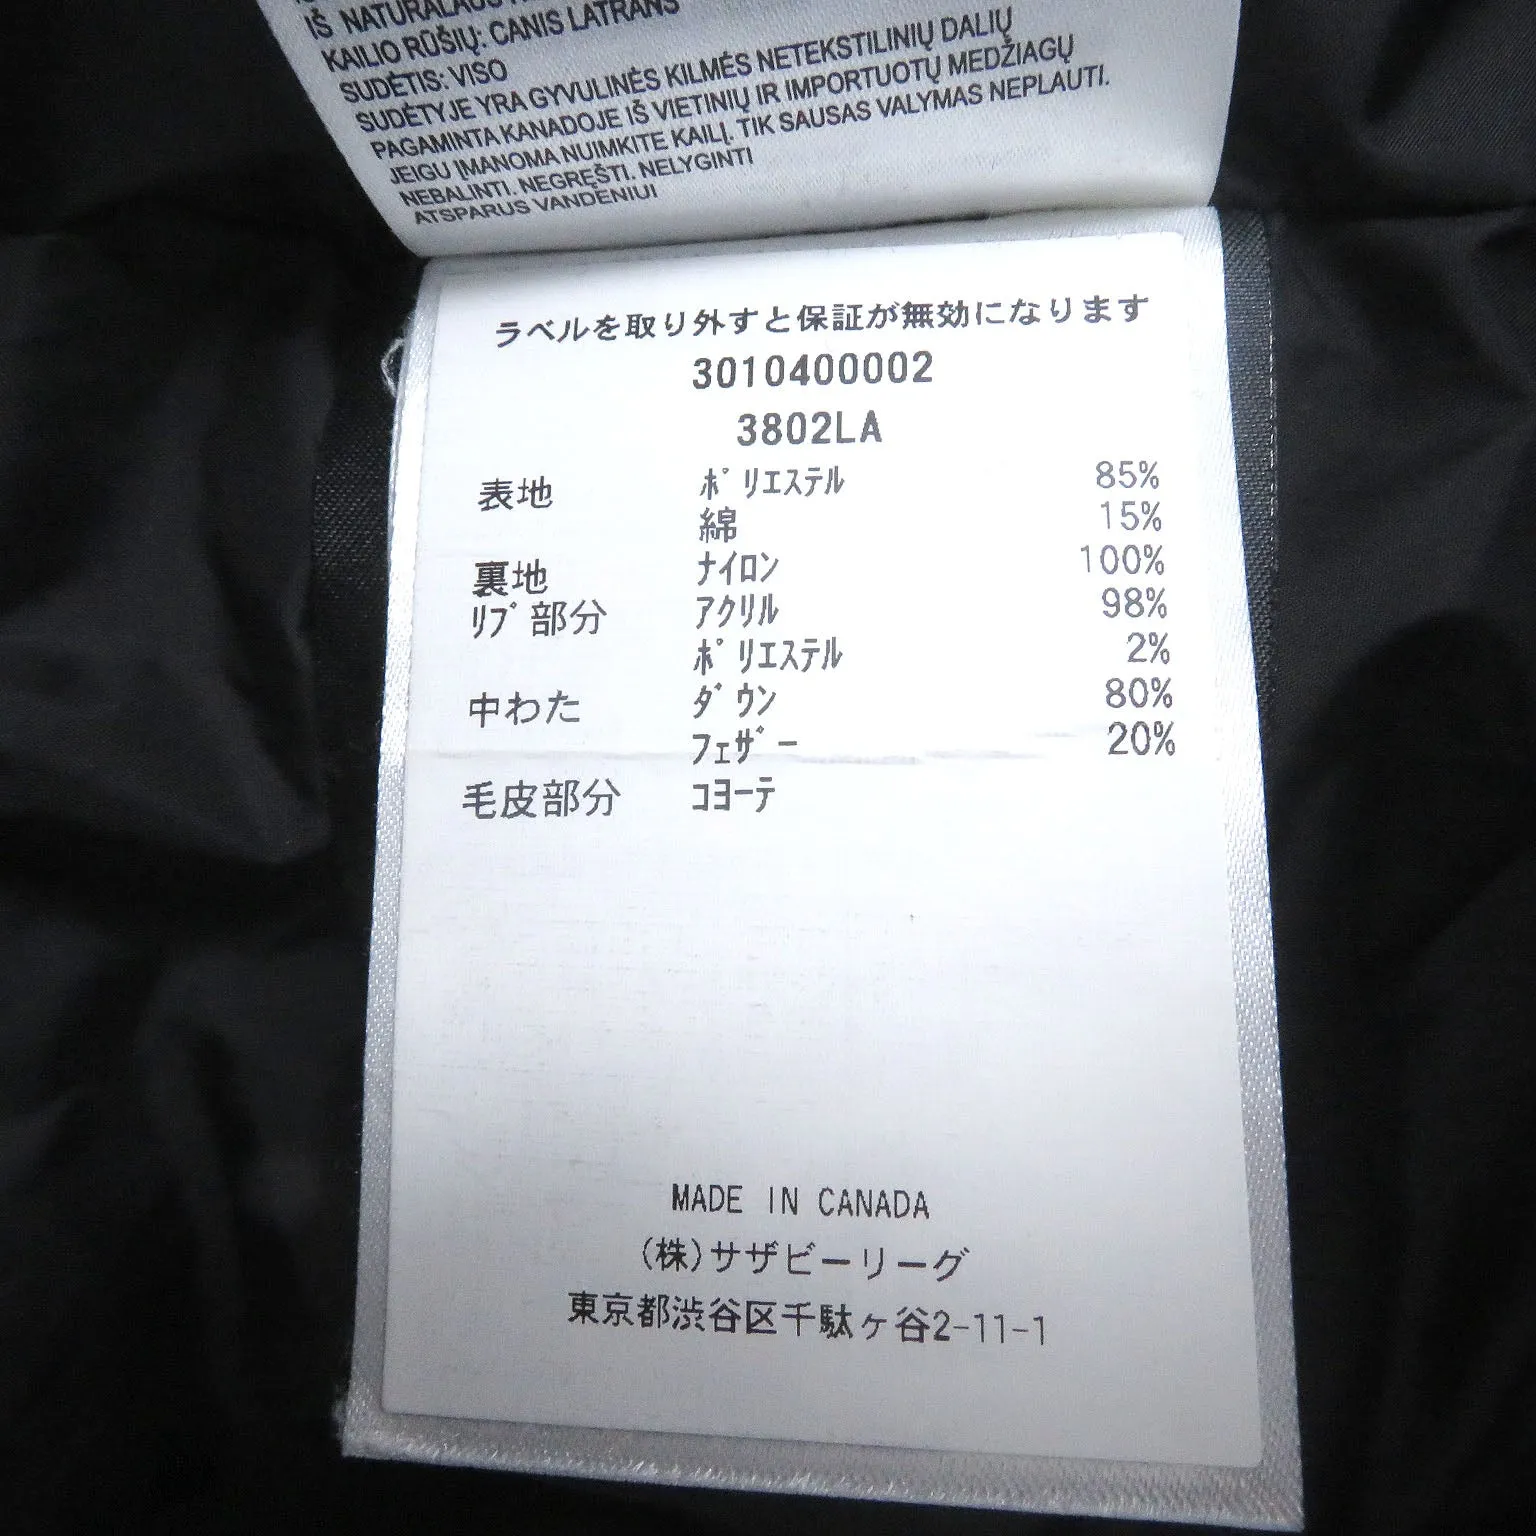 IŠ NATURALAUS
KAILIO RŪŠIŲ: CANIS LATRANS
SUDĖTIS: VISO
SUDĖTYJE YRA GYVULINĖS KILMĖS NETEKSTILINIŲ DALIŲ
PAGAMINTA KANADOJE IŠ VIETINIŲ IR IMPORTUOTŲ MEDŽIAGŲ
JEIGU ĮMANOMA NUIMKITE KAILĮ. TIK SAUSAS VALYMAS NEPLAUTI.
NEBALINTI. NEGRĘŠTI. NELYGINTI
ATSPARUS VANDENIUI
ラベルを取り外すと保証が無効になります
3010400002
3802LA
表地 ポリエステル 85%
綿 15%
裏地 ナイロン 100%
リブ部分 アクリル 98%
ポリエステル 2%
中わた ダウン 80%
フェザー 20%
毛皮部分 コヨーテ
MADE IN CANADA
(株)サザビーリーグ
東京都渋谷区千駄ヶ谷2-11-1